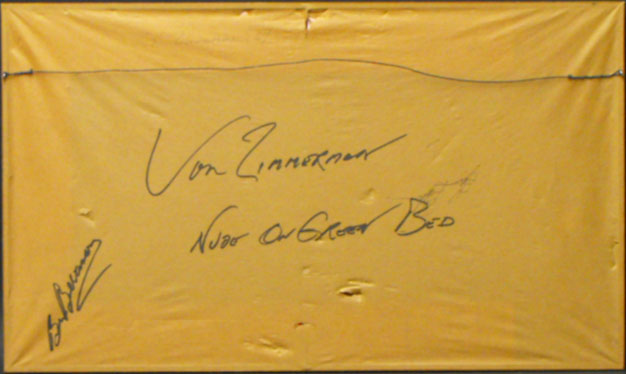 Von Zimmerman
Nude On Green Bed